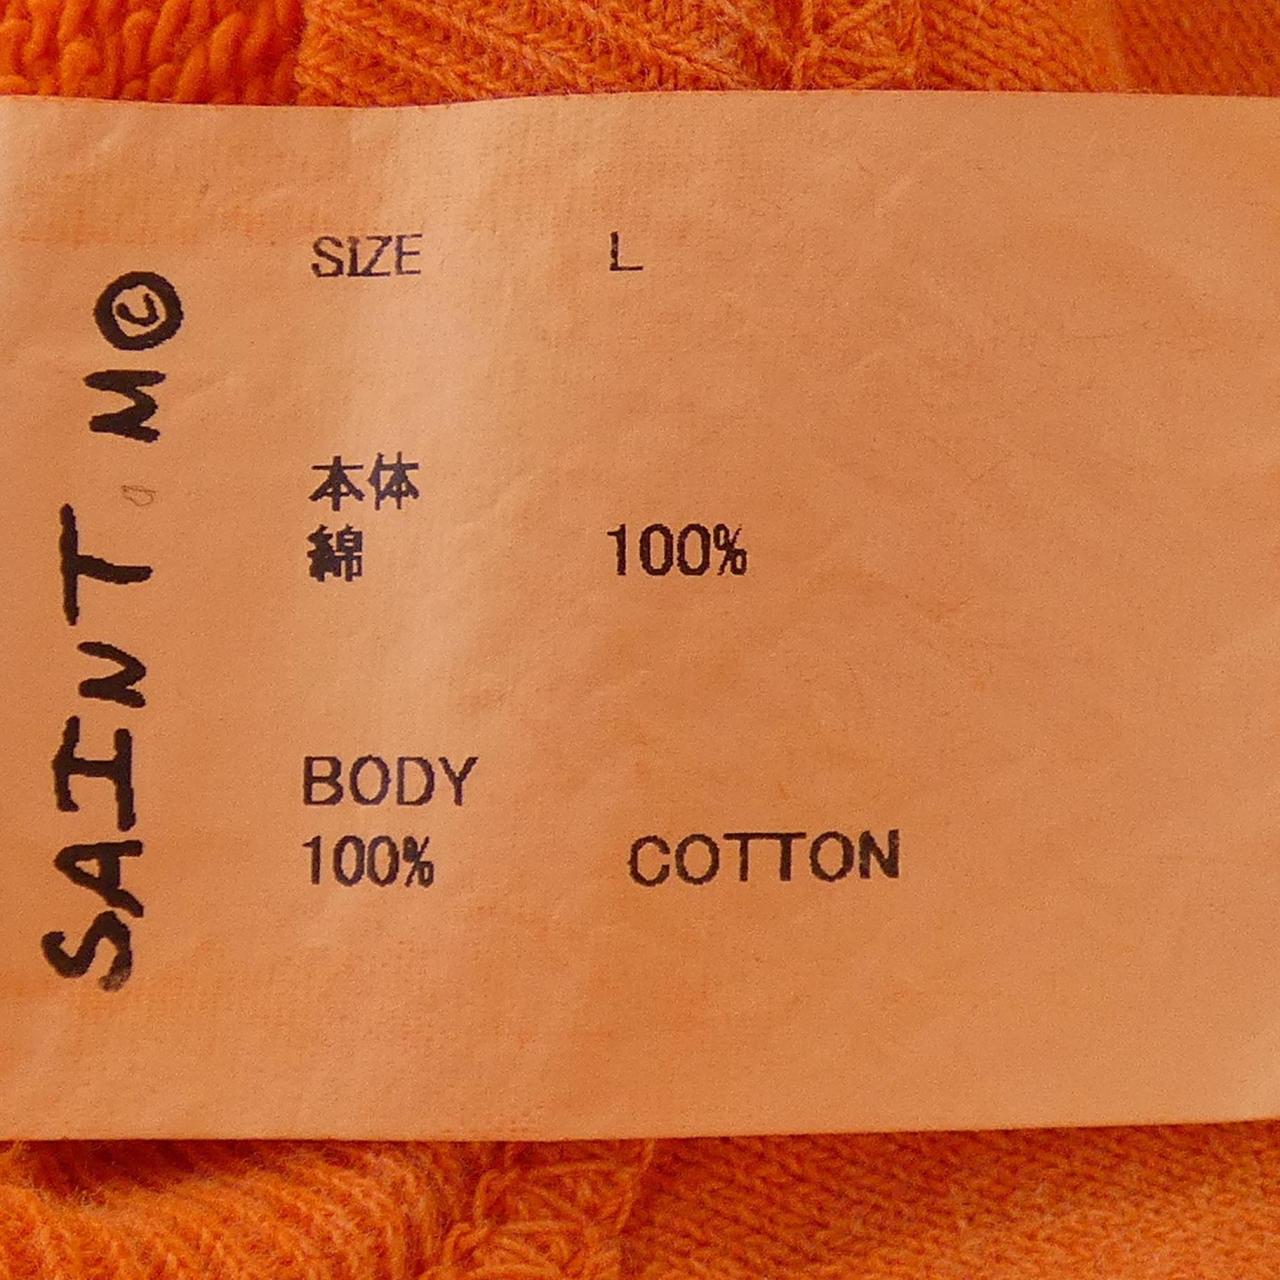 SAINT M©
SIZE L
本体
綿 100%
BODY
100% COTTON